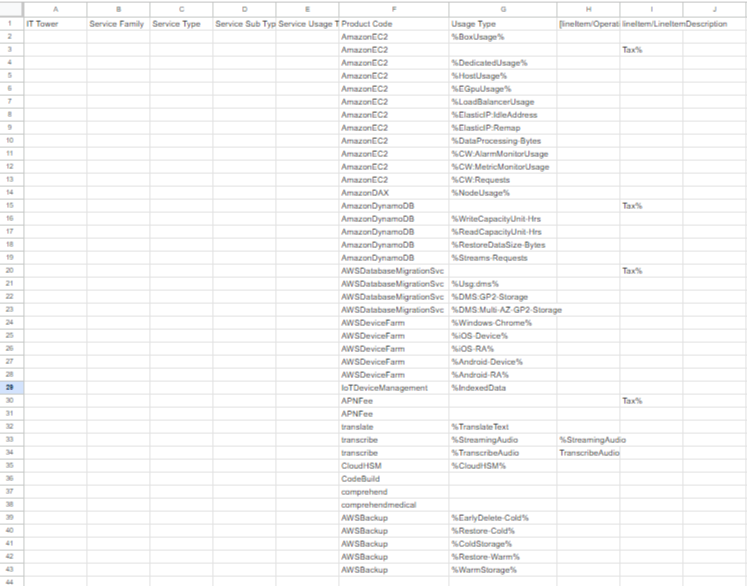 A B C D E F G H I J
1 IT Tower Service Family Service Type Service Sub Typ Service Usage T Product Code Usage Type [lineItem/Operati lineItem/LineItemDescription
2 AmazonEC2 %BoxUsage%
3 AmazonEC2 Tax%
4 AmazonEC2 %DedicatedUsage%
5 AmazonEC2 %HostUsage%
6 AmazonEC2 %EGpuUsage%
7 AmazonEC2 %LoadBalancerUsage
8 AmazonEC2 %ElasticIP:IdleAddress
9 AmazonEC2 %ElasticIP:Remap
10 AmazonEC2 %DataProcessing-Bytes
11 AmazonEC2 %CW:AlarmMonitorUsage
12 AmazonEC2 %CW:MetricMonitorUsage
13 AmazonEC2 %CW:Requests
14 AmazonDAX %NodeUsage%
15 AmazonDynamoDB Tax%
16 AmazonDynamoDB %WriteCapacityUnit-Hrs
17 AmazonDynamoDB %ReadCapacityUnit-Hrs
18 AmazonDynamoDB %RestoreDataSize-Bytes
19 AmazonDynamoDB %Streams-Requests
20 AWSDatabaseMigrationSvc Tax%
21 AWSDatabaseMigrationSvc %Usg:dms%
22 AWSDatabaseMigrationSvc %DMS:GP2-Storage
23 AWSDatabaseMigrationSvc %DMS:Multi-AZ-GP2-Storage
24 AWSDeviceFarm %Windows-Chrome%
25 AWSDeviceFarm %iOS-Device%
26 AWSDeviceFarm %iOS-RA%
27 AWSDeviceFarm %Android-Device%
28 AWSDeviceFarm %Android-RA%
29 IoTDeviceManagement %IndexedData
30 APNFee Tax%
31 APNFee
32 translate %TranslateText
33 transcribe %StreamingAudio %StreamingAudio
34 transcribe %TranscribeAudio TranscribeAudio
35 CloudHSM %CloudHSM%
36 CodeBuild
37 comprehend
38 comprehendmedical
39 AWSBackup %EarlyDelete-Cold%
40 AWSBackup %Restore-Cold%
41 AWSBackup %ColdStorage%
42 AWSBackup %Restore-Warm%
43 AWSBackup %WarmStorage%
44